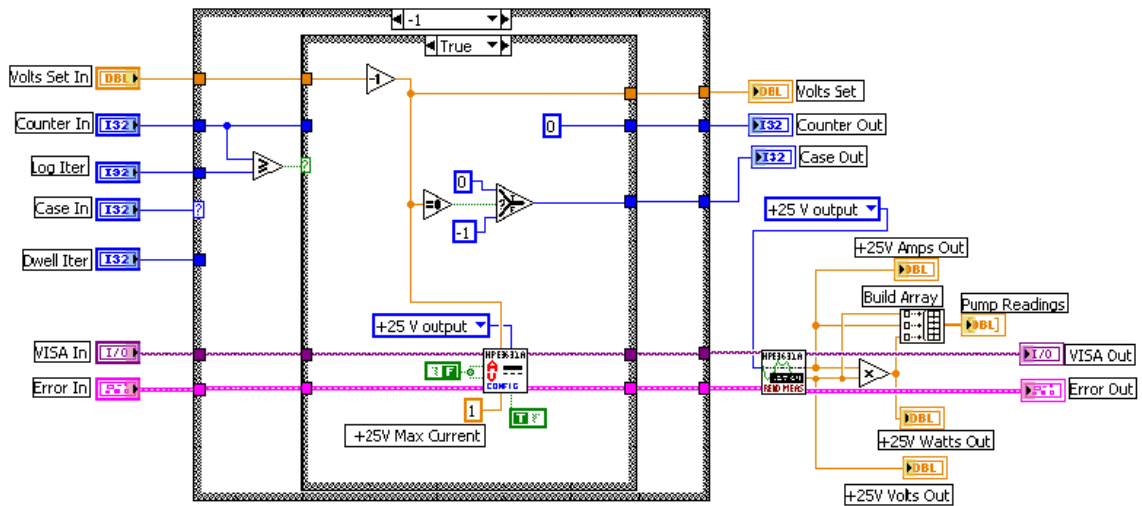 -1
True
Volts Set In
DBL
-1
DBL
Volts Set
Counter In
I32
0
I32
Counter Out
Log Iter
I32
≥
?
I32
Case Out
Case In
I32
?
=0
0
?
T
F
-1
+25 V output
Dwell Iter
I32
+25V Amps Out
DBL
Build Array
Pump Readings
DBL]
+25 V output
VISA In
I/O
HPE3631A
A
V
CONFIG
F
HPE3631A
READ MEAS
×
I/O
VISA Out
Error In
Error Out
1
T
+25V Max Current
DBL
+25V Watts Out
DBL
+25V Volts Out